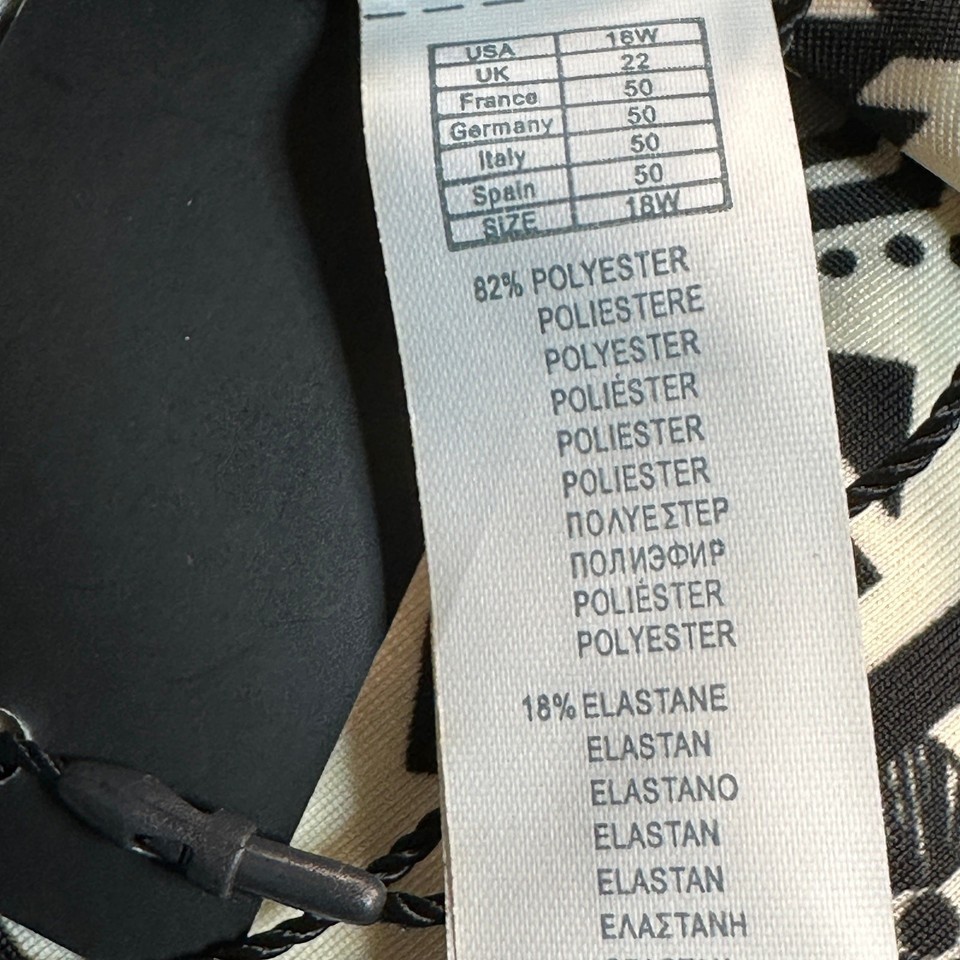 USA 18W
UK 22
France 50
Germany 50
Italy 50
Spain 50
SIZE 18W
82% POLYESTER
POLIESTERE
POLYESTER
POLIÉSTER
POLIESTER
POLIESTER
ΠΟΛΥΕΣΤΕΡ
ПОЛИЭФИР
POLIÉSTER
POLYESTER
18% ELASTANE
ELASTAN
ELASTANO
ELASTAN
ELASTAN
ΕΛΑΣΤΑΝΗ